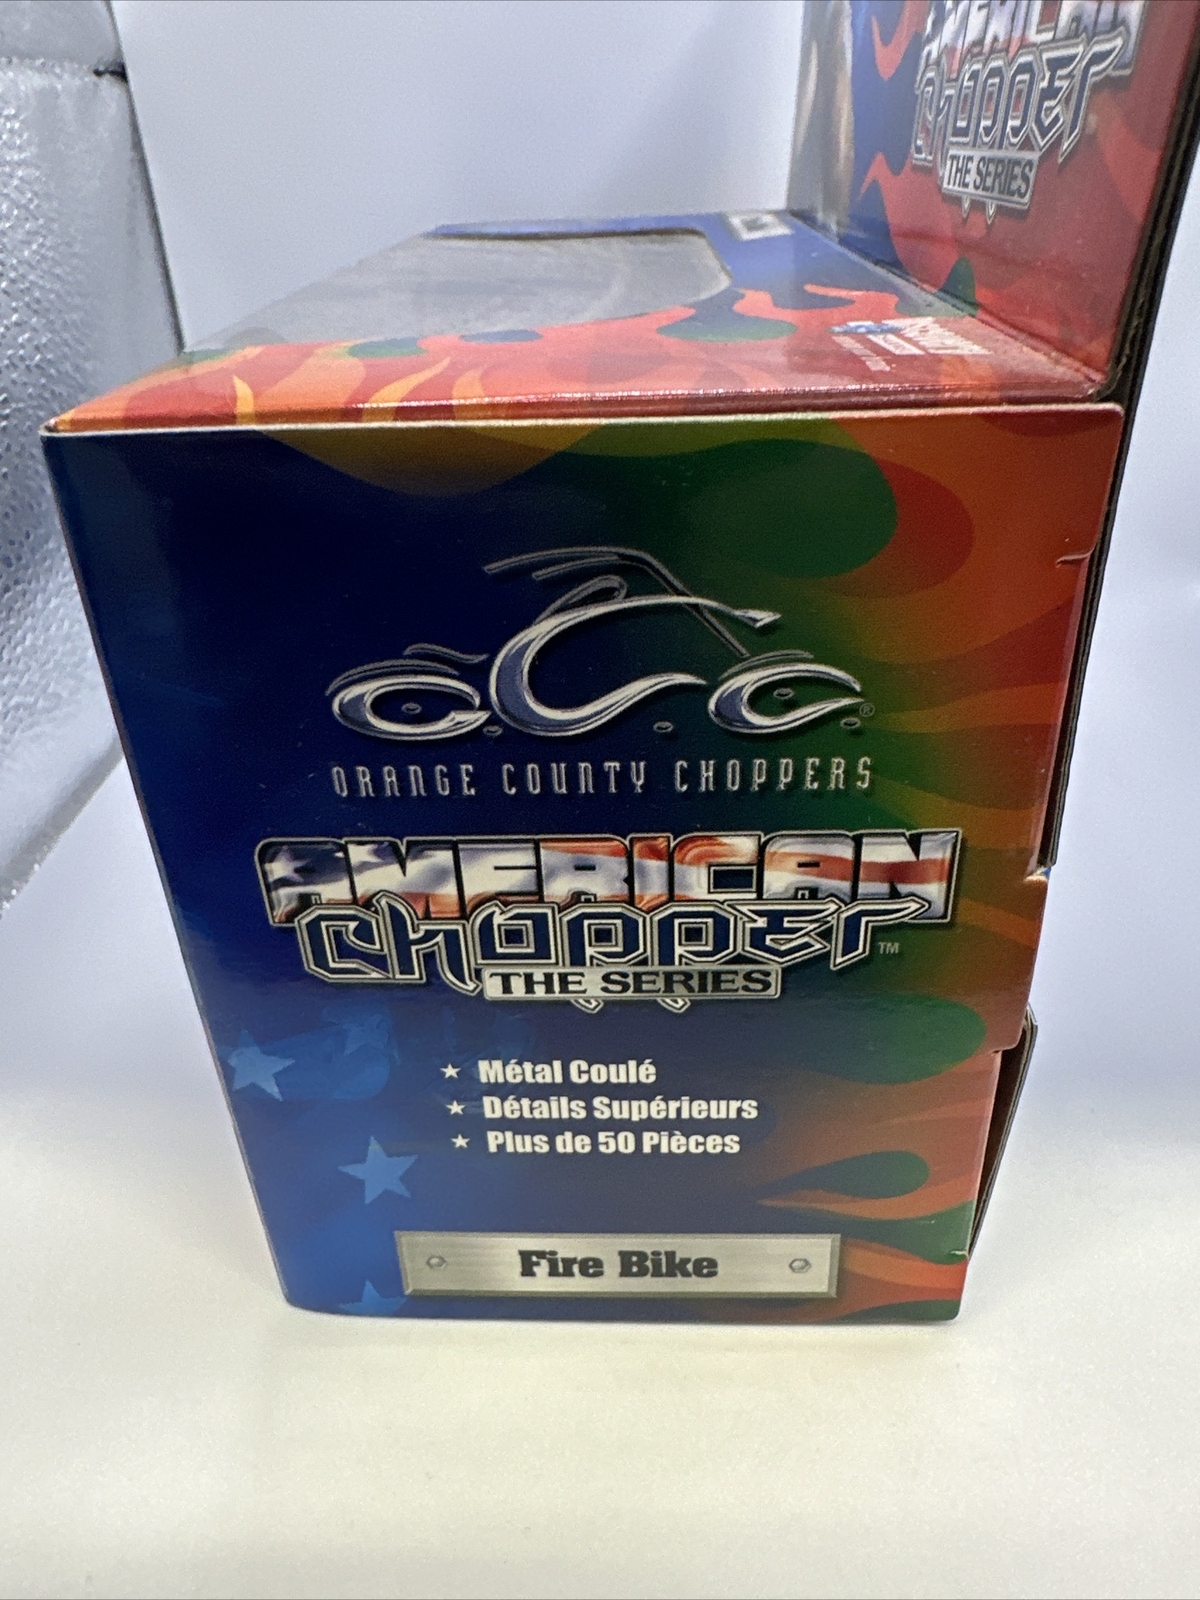 AMERICAN
Chopper
THE SERIES
O.C.C.®
ORANGE COUNTY CHOPPERS
AMERICAN
Chopper™
THE SERIES
★ Métal Coulé
★ Détails Supérieurs
★ Plus de 50 Pièces
Fire Bike